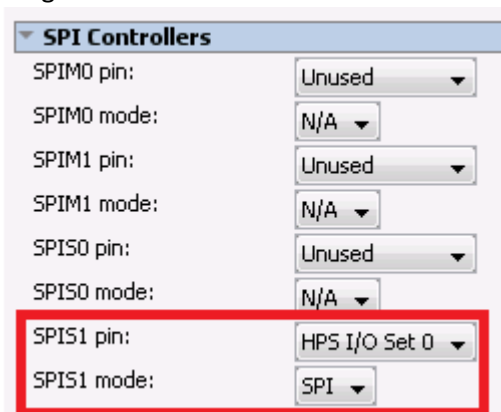 SPI Controllers
SPIM0 pin: Unused
SPIM0 mode: N/A
SPIM1 pin: Unused
SPIM1 mode: N/A
SPIS0 pin: Unused
SPIS0 mode: N/A
SPIS1 pin: HPS I/O Set 0
SPIS1 mode: SPI